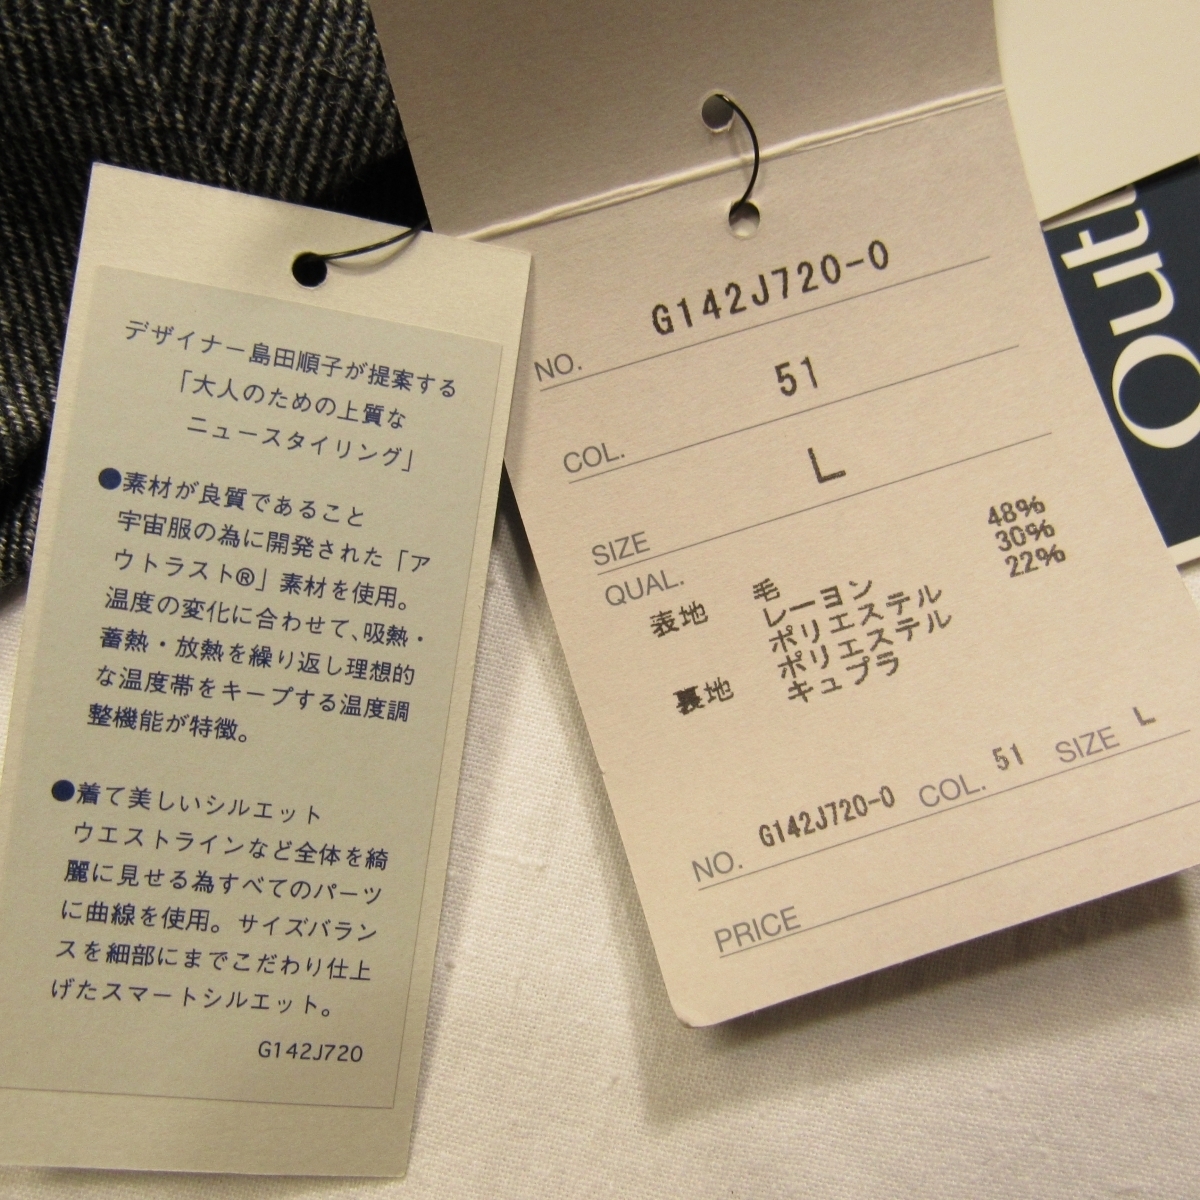 デザイナー島田順子が提案する
「大人のための上質な
ニュースタイリング」
●素材が良質であること
宇宙服の為に開発された「ア
ウトラスト®」素材を使用。
温度の変化に合わせて、吸熱・
蓄熱・放熱を繰り返し理想的
な温度帯をキープする温度調
整機能が特徴。
●着て美しいシルエット
ウエストラインなど全体を綺
麗に見せる為すべてのパーツ
に曲線を使用。サイズバラン
スを細部にまでこだわり仕上
げたスマートシルエット。
G142J720
NO. G142J720-0
COL. 51
SIZE L
QUAL.
表地 毛 48%
レーヨン 30%
ポリエステル 22%
裏地 ポリエステル
キュプラ
NO. G142J720-0 COL. 51 SIZE L
PRICE
Out